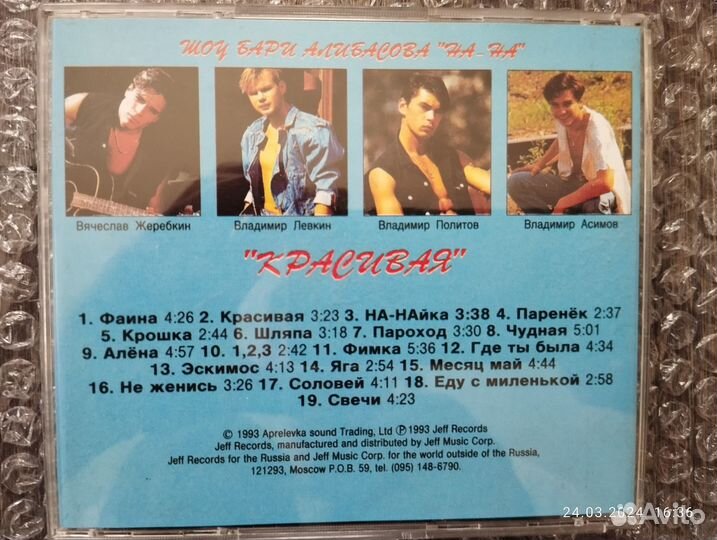 ШОУ БАРИ АЛИБАСОВА "НА-НА"
Вячеслав Жеребкин
Владимир Левкин
Владимир Политов
Владимир Асимов
"КРАСИВАЯ"
1. Фаина 4:26 2. Красивая 3:23 3. НА-НАйка 3:38 4. Паренёк 2:37
5. Крошка 2:44 6. Шляпа 3:18 7. Пароход 3:30 8. Чудная 5:01
9. Алёна 4:57 10. 1,2,3 2:42 11. Фимка 5:36 12. Где ты была 4:34
13. Эскимос 4:13 14. Яга 2:54 15. Месяц май 4:44
16. Не женись 3:26 17. Соловей 4:11 18. Еду с миленькой 2:58
19. Свечи 4:23
© 1993 Aprelevka sound Trading, Ltd ℗ 1993 Jeff Records
Jeff Records, manufactured and distributed by Jeff Music Corp.
Jeff Records for the Russia and Jeff Music Corp. for the world outside of the Russia,
121293, Moscow P.O.B. 59, tel. (095) 148-6790.
24.03.2024 16:36
Avito